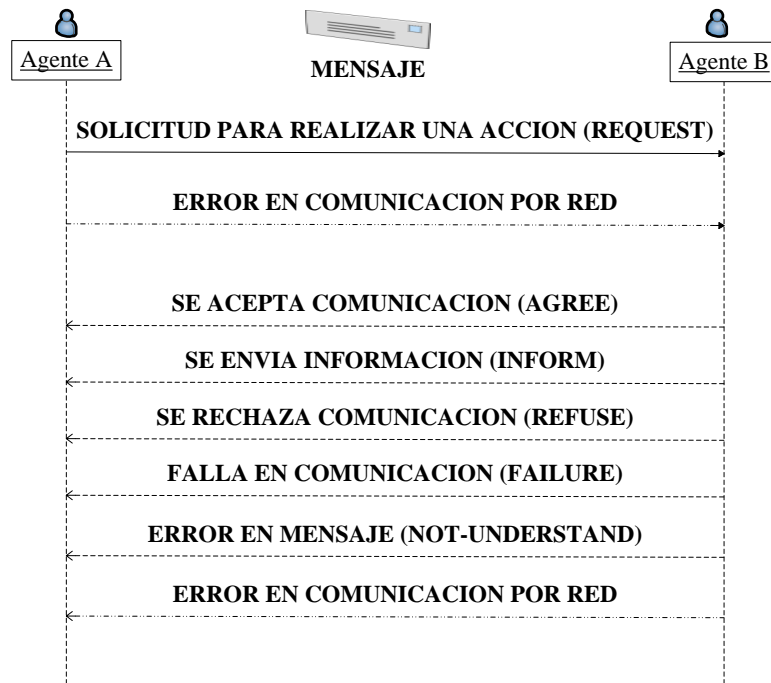 Agente A
MENSAJE
Agente B
SOLICITUD PARA REALIZAR UNA ACCION (REQUEST)
ERROR EN COMUNICACION POR RED
SE ACEPTA COMUNICACION (AGREE)
SE ENVIA INFORMACION (INFORM)
SE RECHAZA COMUNICACION (REFUSE)
FALLA EN COMUNICACION (FAILURE)
ERROR EN MENSAJE (NOT-UNDERSTAND)
ERROR EN COMUNICACION POR RED